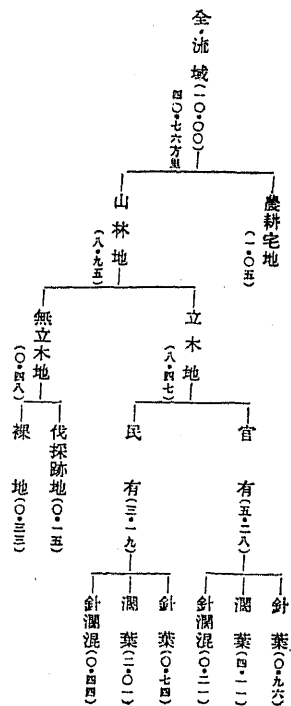 全流域(一〇・〇〇)
四〇・七六方里
農耕宅地
(一・〇五)
山林地
(八・九五)
立木地
(八・四七)
無立木地
(〇・四八)
官有(五・二八)
民有(三・一九)
伐採跡地(〇・一五)
裸地(〇・三三)
針葉(〇・九六)
濶葉(四・一一)
針濶混(〇・二一)
針葉(〇・七四)
濶葉(二・〇一)
針濶混(〇・四四)